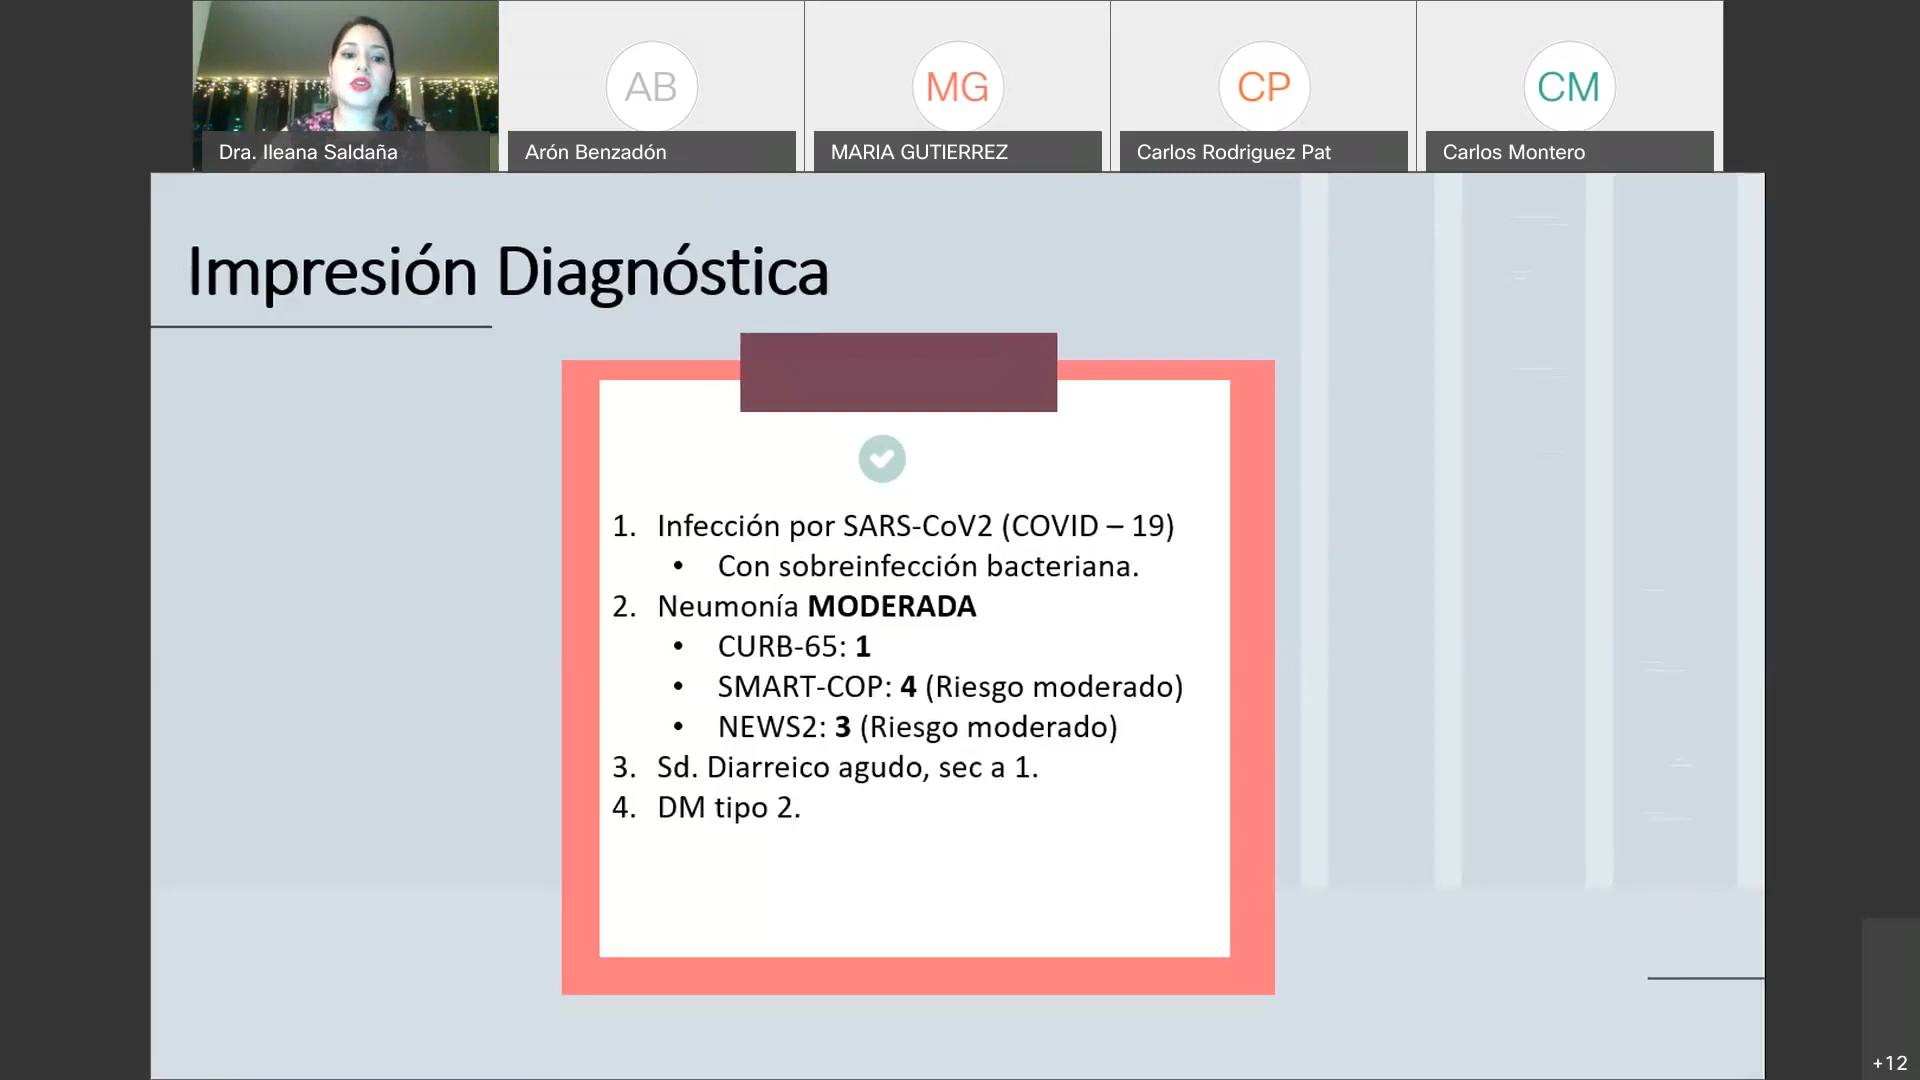 AB
MG
CP
CM
Dra. Ileana Saldaña
Arón Benzadón
MARIA GUTIERREZ
Carlos Rodriguez Pat
Carlos Montero
Impresión Diagnóstica
1. Infección por SARS-CoV2 (COVID – 19)
• Con sobreinfección bacteriana.
2. Neumonía MODERADA
• CURB-65: 1
• SMART-COP: 4 (Riesgo moderado)
• NEWS2: 3 (Riesgo moderado)
3. Sd. Diarreico agudo, sec a 1.
4. DM tipo 2.
+12